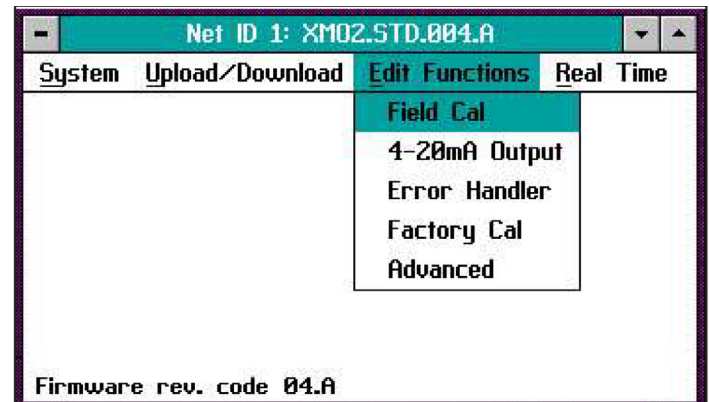 Net ID 1: XMO2.STD.004.A
System Upload/Download Edit Functions Real Time
Field Cal
4-20mA Output
Error Handler
Factory Cal
Advanced
Firmware rev. code 04.A